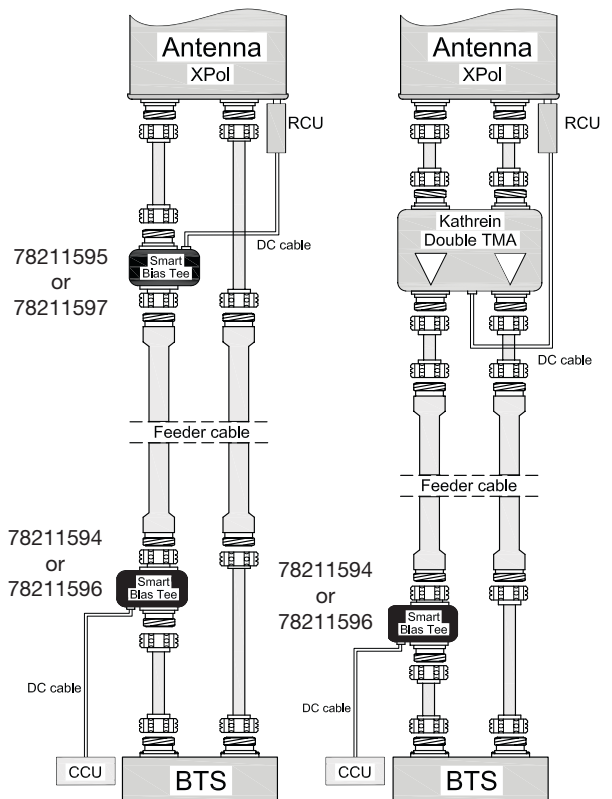 Antenna
XPol
RCU
DC cable
Smart
Bias Tee
78211595
or
78211597
Feeder cable
78211594
or
78211596
Smart
Bias Tee
DC cable
CCU
BTS
Antenna
XPol
RCU
Kathrein
Double TMA
DC cable
Feeder cable
78211594
or
78211596
Smart
Bias Tee
DC cable
CCU
BTS